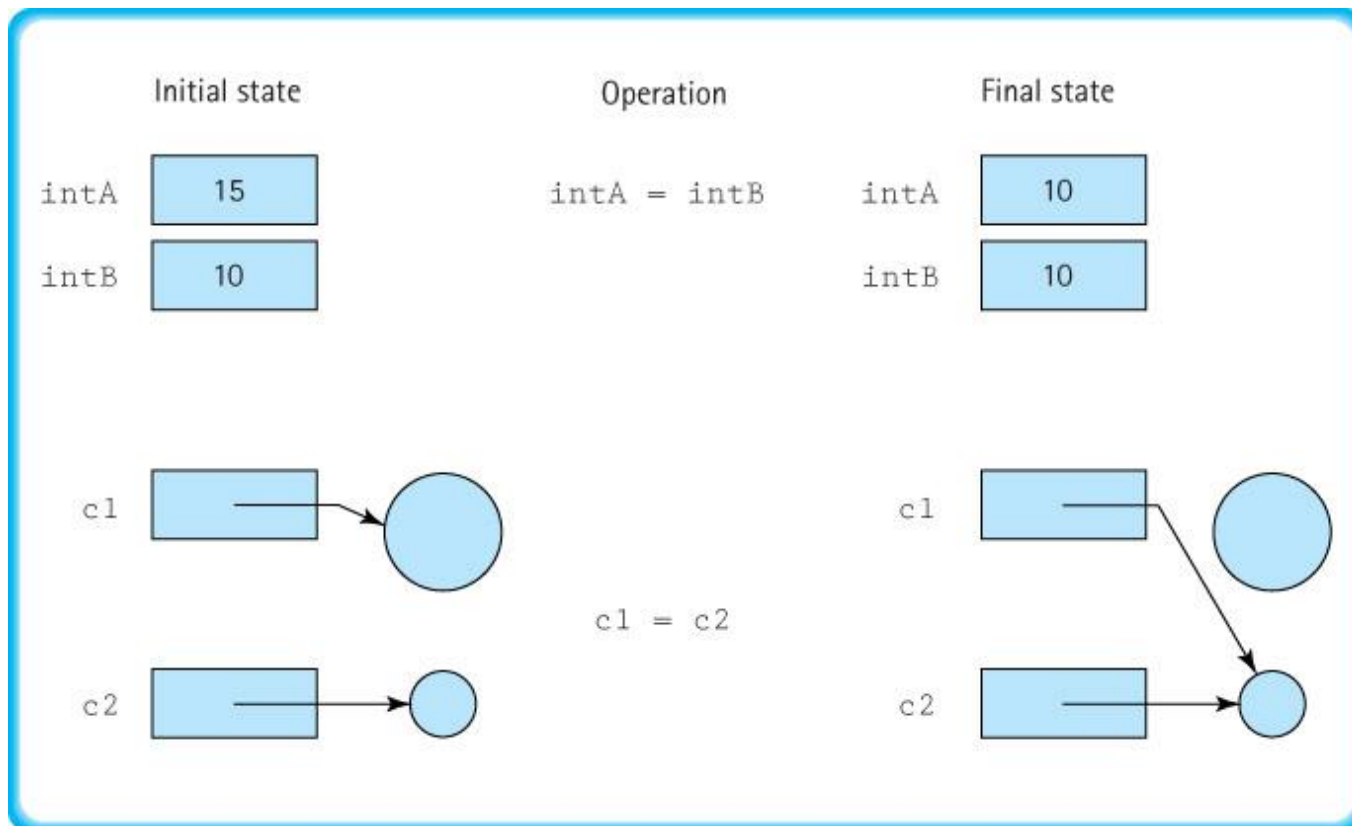 Initial state Operation Final state
intA 15 intA = intB intA 10
intB 10 intB 10
c1 c1
c1 = c2
c2 c2